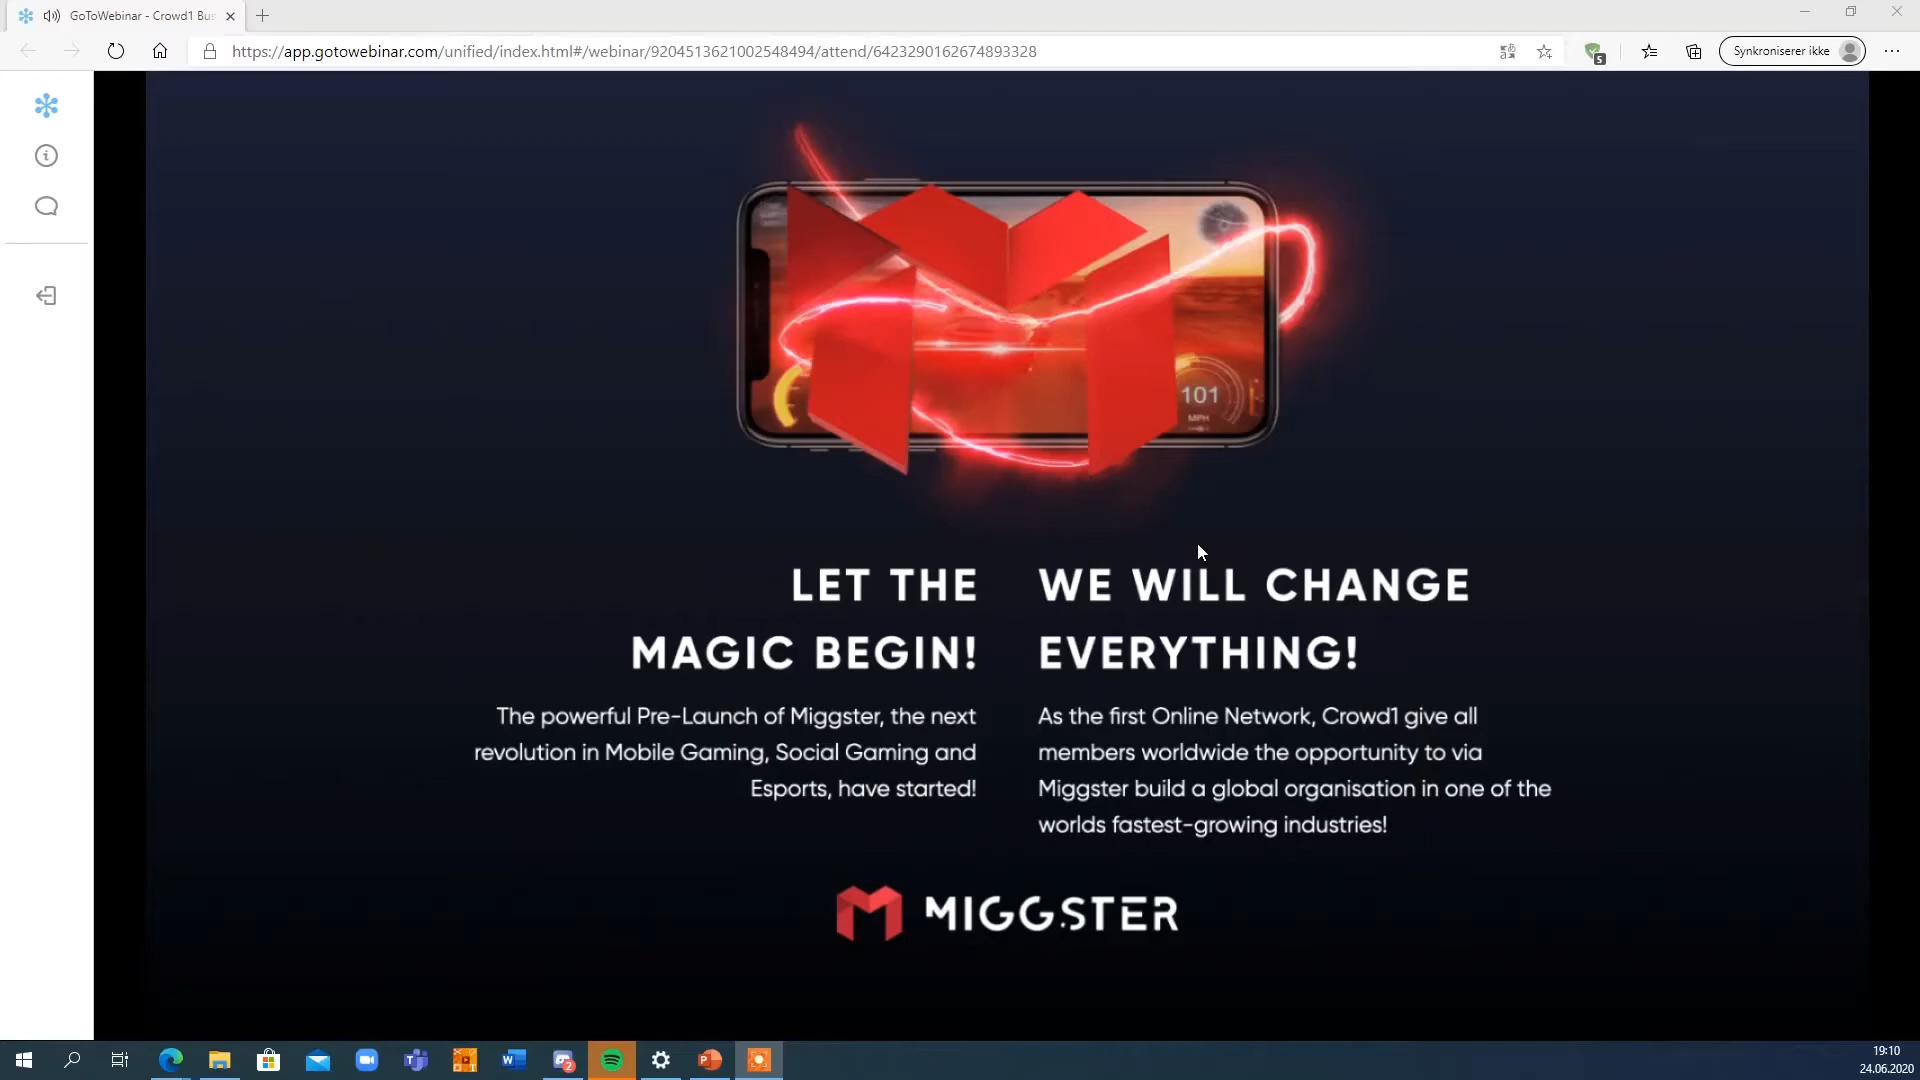 GoToWebinar - Crowd1 Bus
https://app.gotowebinar.com/unified/index.html#/webinar/9204513621002548494/attend/6423290162674893328
5
Synkroniserer ikke
101
MPH
LET THE
MAGIC BEGIN!
The powerful Pre-Launch of Miggster, the next
revolution in Mobile Gaming, Social Gaming and
Esports, have started!
WE WILL CHANGE
EVERYTHING!
As the first Online Network, Crowd1 give all
members worldwide the opportunity to via
Miggster build a global organisation in one of the
worlds fastest-growing industries!
MIGGSTER
2
19:10
24.06.2020